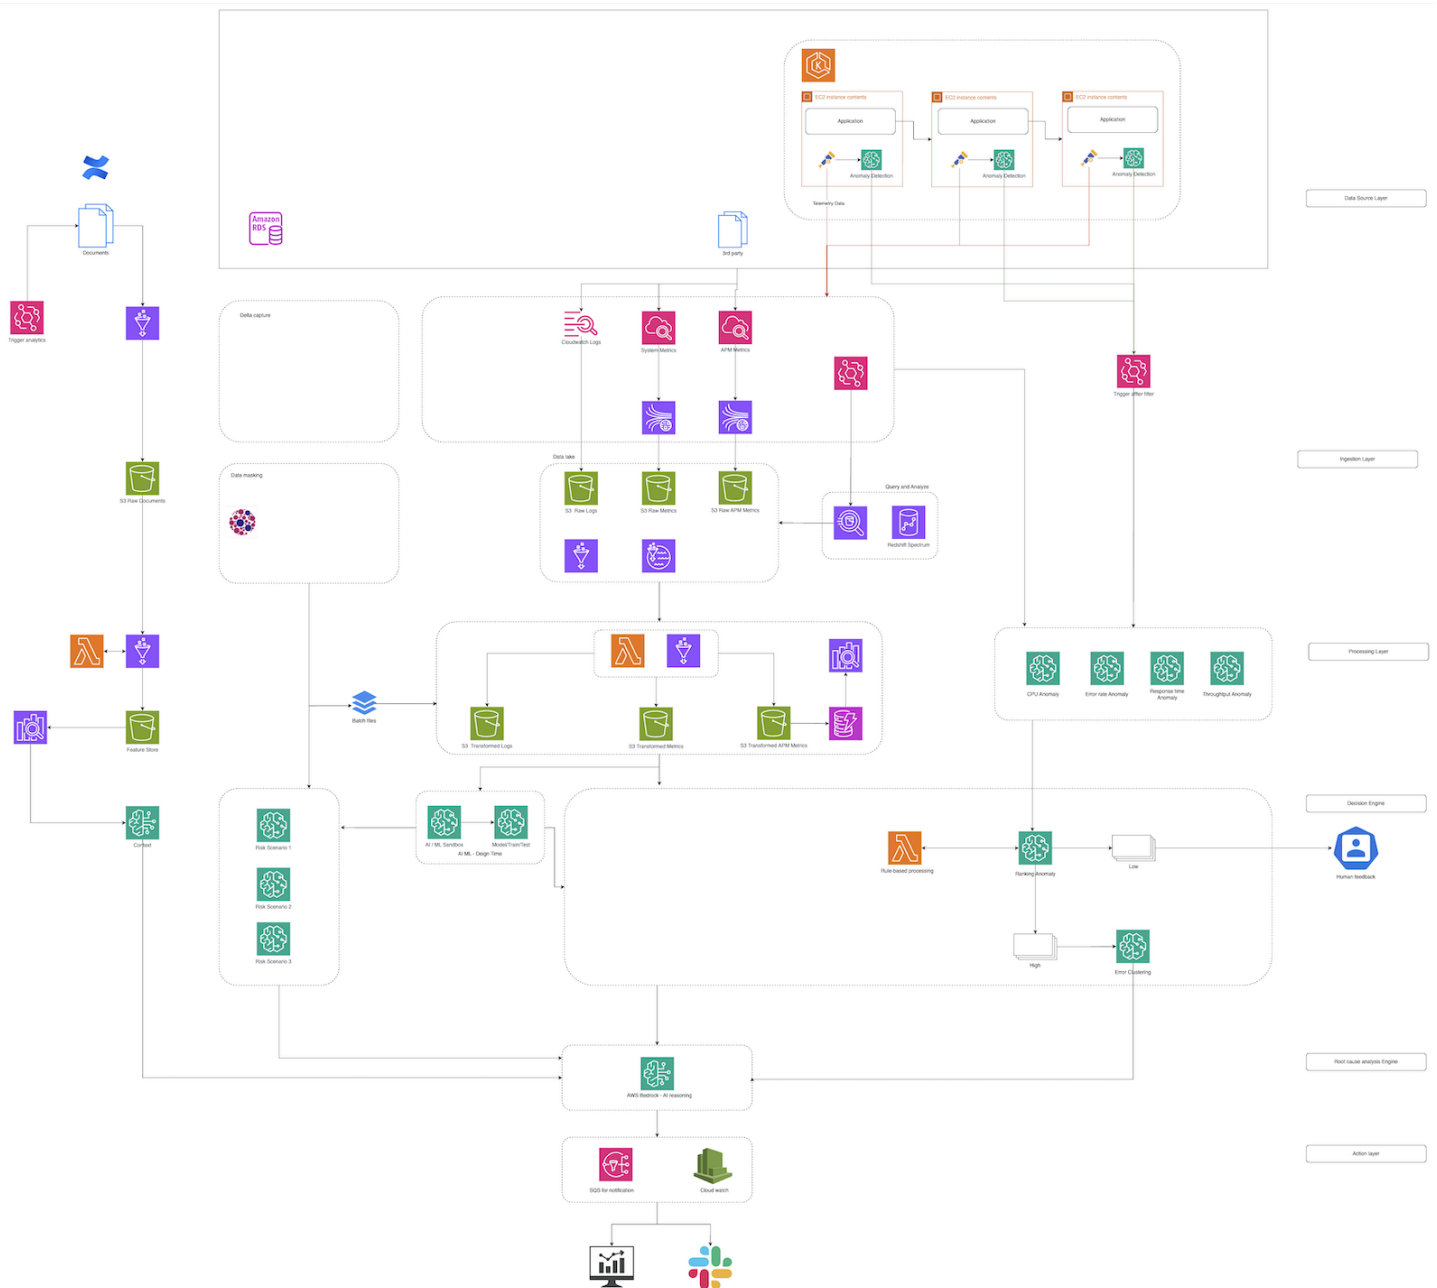 EC2 Instance contents
EC2 Instance contents
EC2 Instance contents
Application
Application
Application
Anomaly Detection
Anomaly Detection
Anomaly Detection
Telemetry Data
Data Source Layer
Amazon
RDS
3rd party
Documents
Trigger analytics
Delta capture
Cloudwatch Logs
System Metrics
APM Metrics
Trigger after filter
Data lake
Ingestion Layer
Data masking
S3 Raw Documents
S3 Raw Logs
S3 Raw Metrics
S3 Raw APM Metrics
Query and Analyze
Redshift Spectrum
Processing Layer
CPU Anomaly
Error rate Anomaly
Response time
Anomaly
Throughtput Anomaly
Batch files
Feature Store
S3 Transformed Logs
S3 Transformed Metrics
S3 Transformed APM Metrics
Decision Engine
Context
Risk Scenario 1
Risk Scenario 2
Risk Scenario 3
AI / ML Sandbox
Model/Train/Test
AI ML - Deign Time
Rule-based processing
Ranking Anomaly
Low
Human feedback
High
Error Clustering
Root cause analysis Engine
AWS Bedrock - AI reasoning
Action layer
SQS for notification
Cloud watch